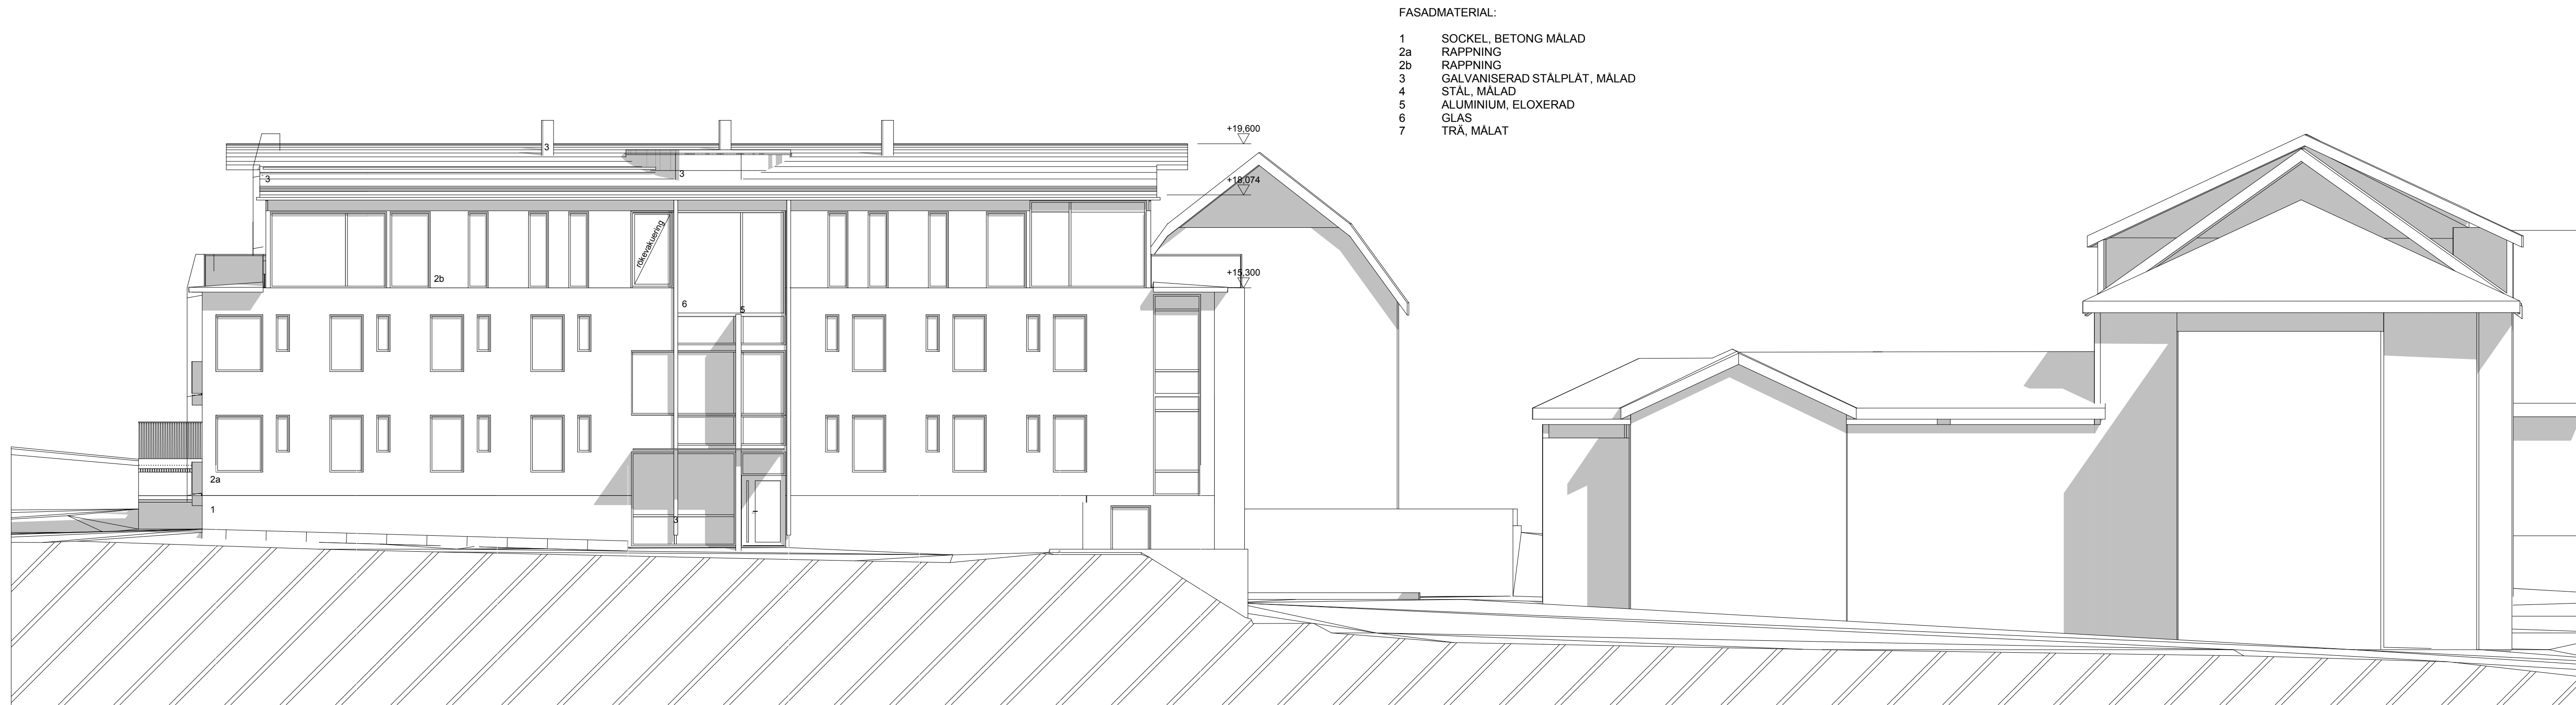 FASADMATERIAL:
1 SOCKEL, BETONG MÅLAD
2a RAPPNING
2b RAPPNING
3 GALVANISERAD STÅLPLÅT, MÅLAD
4 STÅL, MÅLAD
5 ALUMINIUM, ELOXERAD
6 GLAS
7 TRÄ, MÅLAT
+19,600
3
3
3
+18,074
rökevakuering
+15,300
2b
6
5
2a
1
3